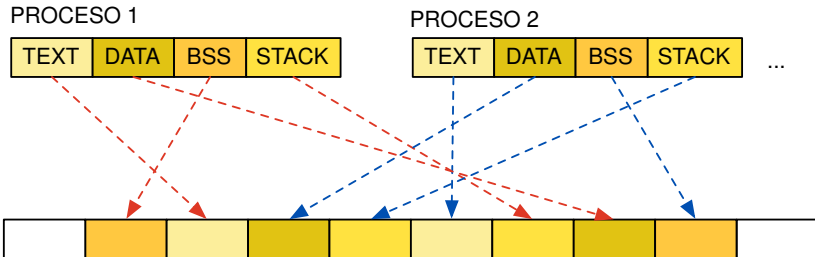 PROCESO 1
TEXT DATA BSS STACK
PROCESO 2
TEXT DATA BSS STACK
...